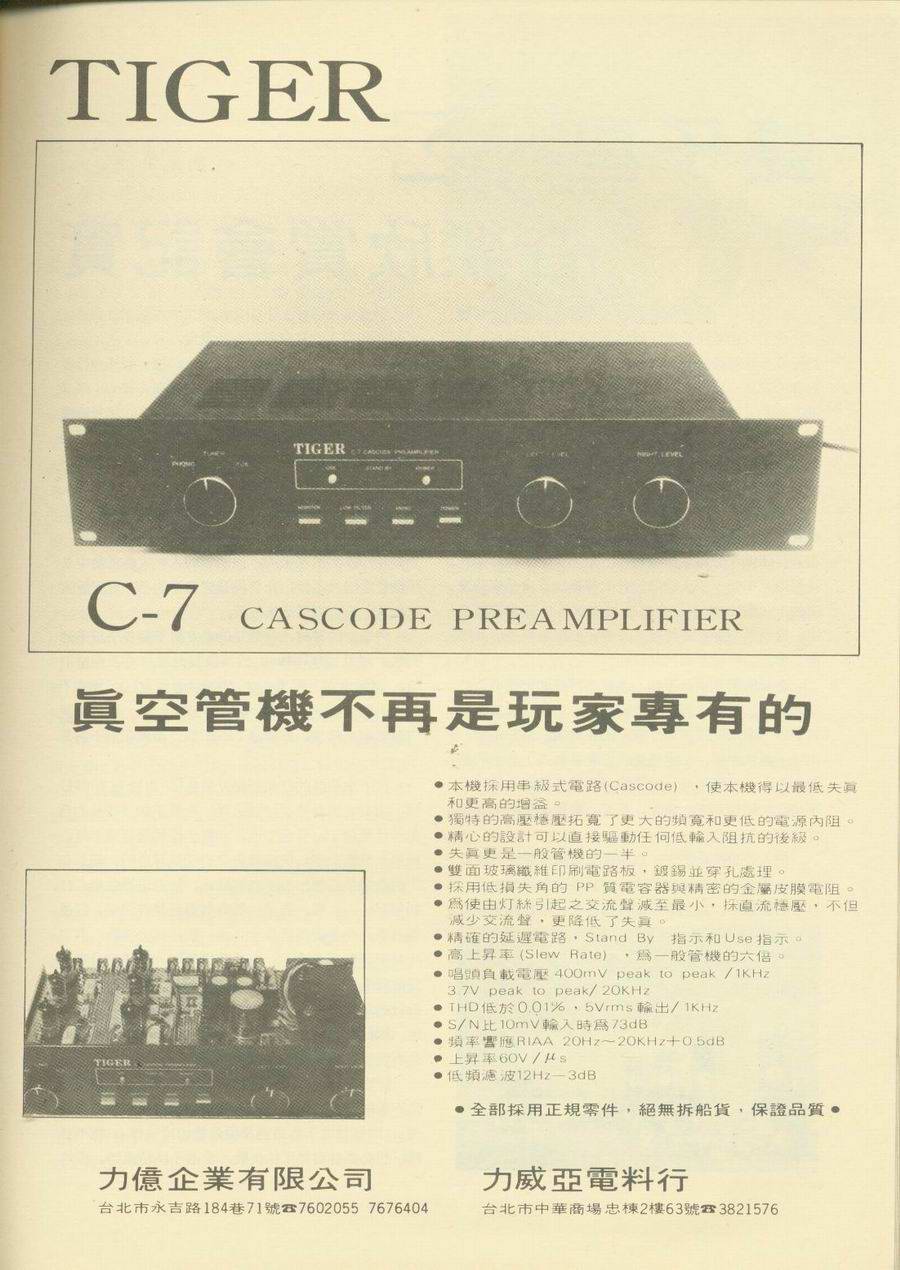 TIGER
TUNER
PHONO
TIGER C-7 CASCODE PREAMPLIFIER
USE STAND BY POWER
MONITOR LOW FILTER POWER
LEFT LEVEL
RIGHT LEVEL
C-7 CASCODE PREAMPLIFIER
眞空管機不再是玩家專有的
●本機採用串級式電路(Cascode)，使本機得以最低失眞
和更高的增益。
●獨特的高壓穩壓拓寬了更大的頻寬和更低的電源內阻。
●精心的設計可以直接驅動任何低輸入阻抗的後級。
●失眞更是一般管機的一半。
●雙面玻璃纖維印刷電路板，鍍錫並穿孔處理。
●採用低損失角的 PP 質電容器與精密的金屬皮膜電阻。
●爲使由灯絲引起之交流聲減至最小，採直流穩壓，不但
減少交流聲，更降低了失眞。
●精確的延遲電路，Stand By 指示和Use指示。
●高上昇率(Slew Rate)，爲一般管機的六倍。
●唱頭負載電壓 400mV peak to peak /1KHz
3.7V peak to peak/ 20KHz
●THD低於0.01%、5Vrms輸出/ 1KHz
●S/N比10mV輸入時爲73dB
●頻率響應RIAA 20Hz～20KHz＋0.5dB
●上昇率60V/μs
●低頻濾波12Hz－3dB
●全部採用正規零件，絕無拆船貨，保證品質●
TIGER
力億企業有限公司
台北市永吉路184巷71號☎7602055 7676404
力威亞電料行
台北市中華商場忠棟2樓63號☎3821576